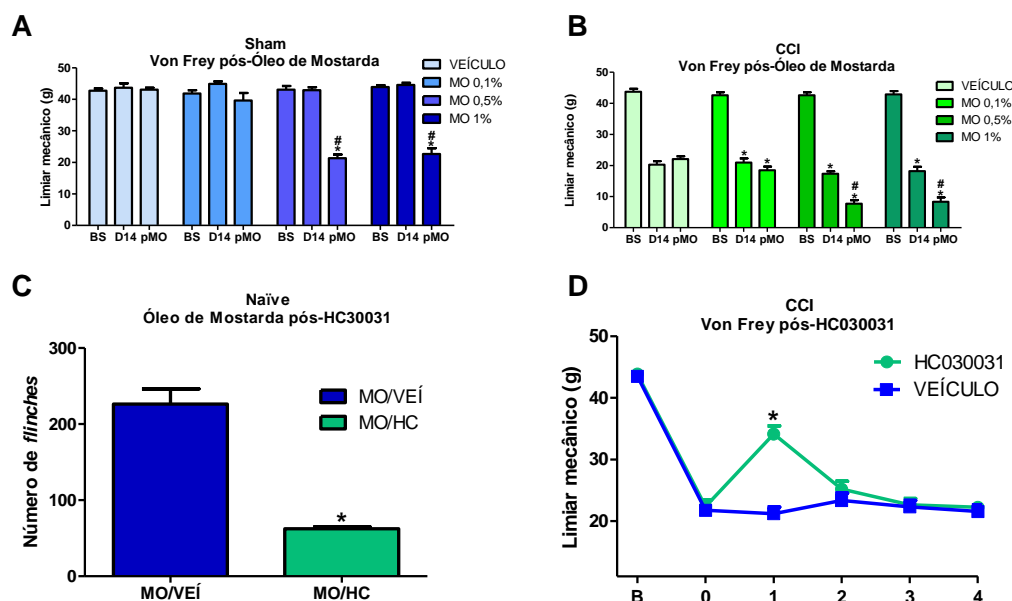 A
Sham
Von Frey pós-Óleo de Mostarda
Limiar mecânico (g)
50
40
30
20
10
0
VEÍCULO
MO 0,1%
MO 0,5%
MO 1%
#
*
#
*
BS D14 pMO BS D14 pMO BS D14 pMO BS D14 pMO
B
CCI
Von Frey pós-Óleo de Mostarda
Limiar mecânico (g)
50
40
30
20
10
0
VEÍCULO
MO 0,1%
MO 0,5%
MO 1%
* *
*
#
*
*
#
*
BS D14 pMO BS D14 pMO BS D14 pMO BS D14 pMO
C
Naïve
Óleo de Mostarda pós-HC30031
Número de flinches
300
200
100
0
MO/VEÍ
MO/HC
*
MO/VEÍ MO/HC
D
CCI
Von Frey pós-HC030031
Limiar mecânico (g)
50
40
30
20
HC030031
VEÍCULO
*
B 0 1 2 3 4